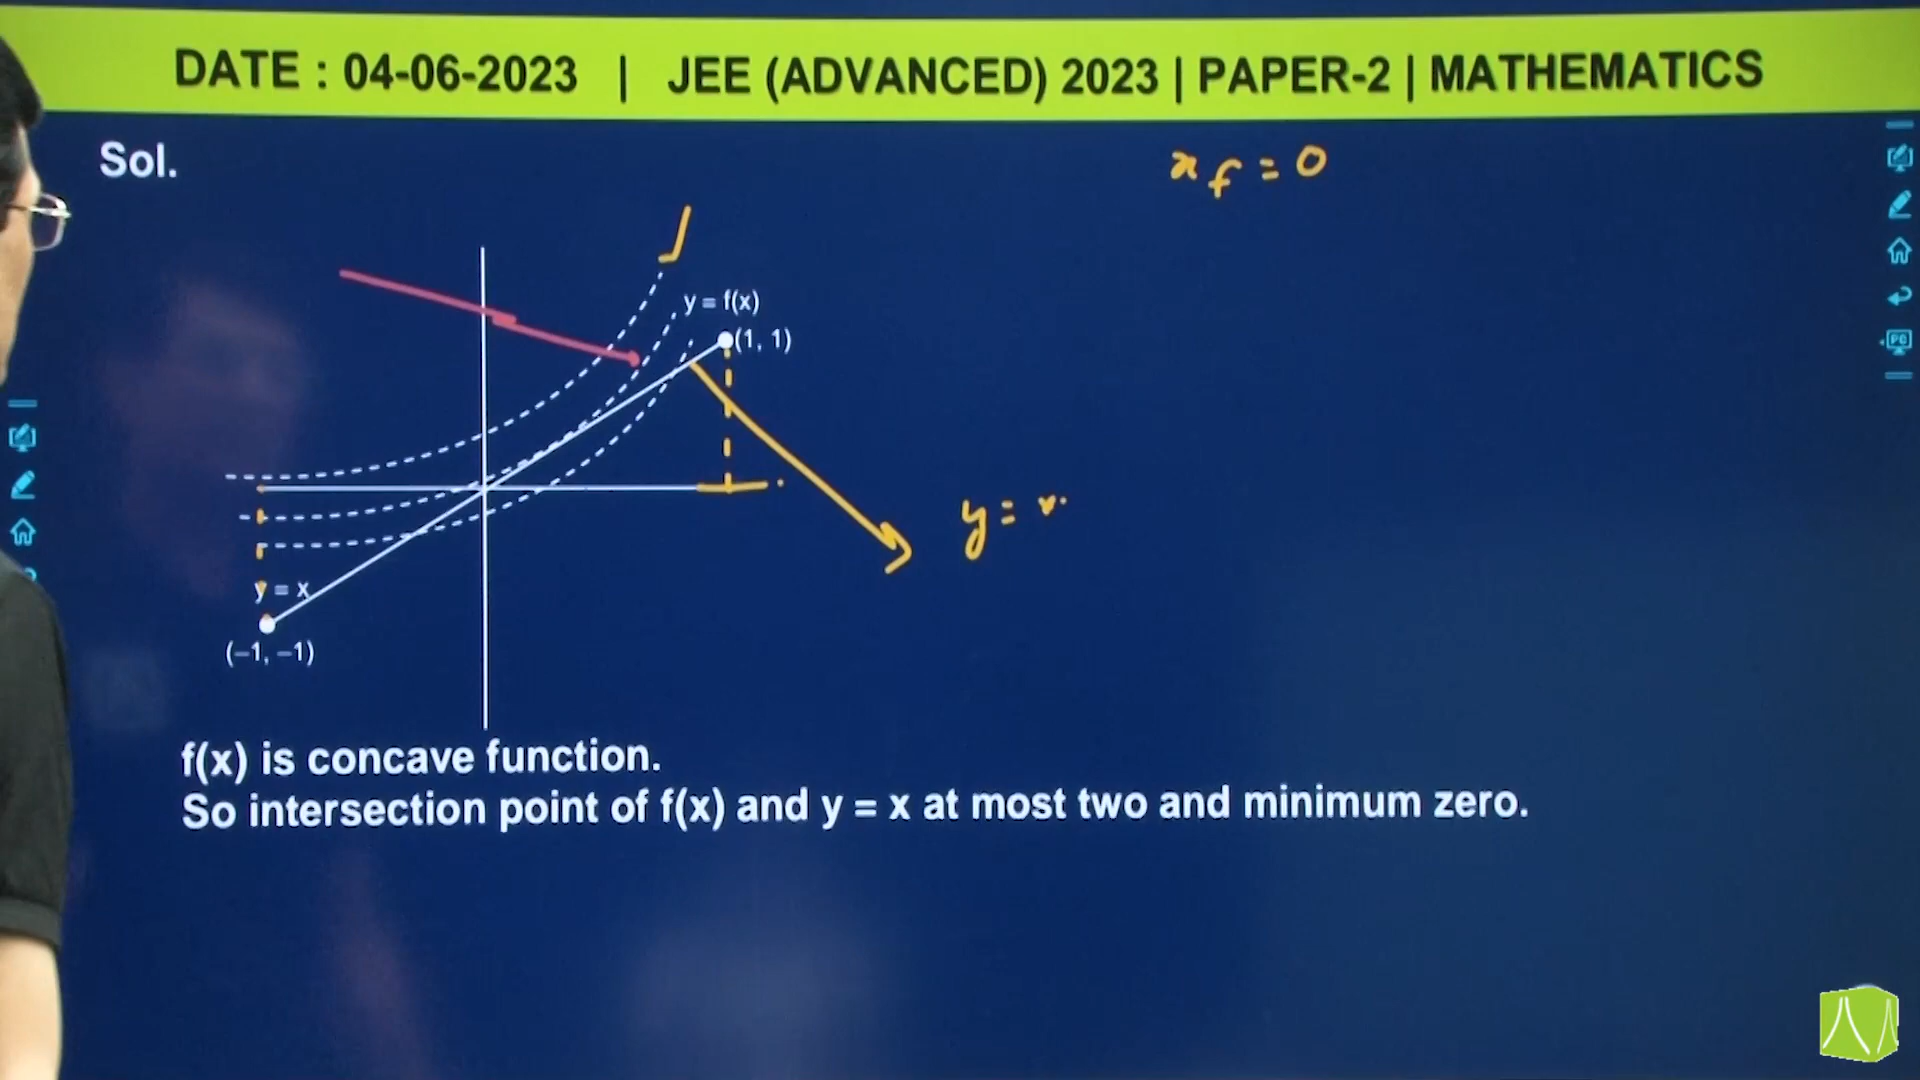 DATE : 04-06-2023 | JEE (ADVANCED) 2023 | PAPER-2 | MATHEMATICS
Sol.
x f = 0
y = f(x)
(1, 1)
y = x
y = x
(–1, –1)
f(x) is concave function.
So intersection point of f(x) and y = x at most two and minimum zero.
PC